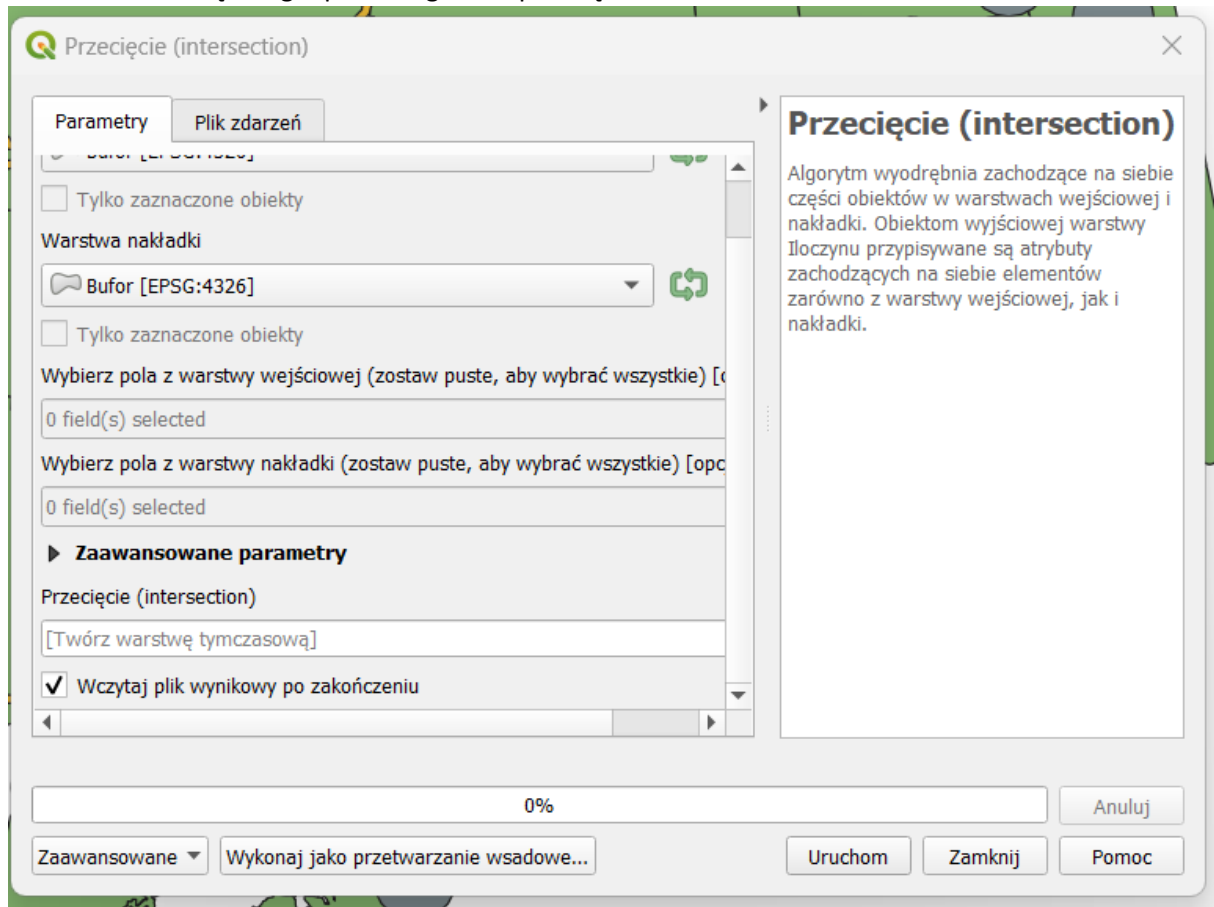 Przecięcie (intersection)
Parametry
Plik zdarzeń
Tylko zaznaczone obiekty
Warstwa nakładki
Bufor [EPSG:4326]
Tylko zaznaczone obiekty
Wybierz pola z warstwy wejściowej (zostaw puste, aby wybrać wszystkie) [o
0 field(s) selected
Wybierz pola z warstwy nakładki (zostaw puste, aby wybrać wszystkie) [opc
0 field(s) selected
Zaawansowane parametry
Przecięcie (intersection)
[Twórz warstwę tymczasową]
Wczytaj plik wynikowy po zakończeniu
Przecięcie (intersection)
Algorytm wyodrębnia zachodzące na siebie
części obiektów w warstwach wejściowej i
nakładki. Obiektom wyjściowej warstwy
Iloczynu przypisywane są atrybuty
zachodzących na siebie elementów
zarówno z warstwy wejściowej, jak i
nakładki.
0%
Anuluj
Zaawansowane
Wykonaj jako przetwarzanie wsadowe...
Uruchom
Zamknij
Pomoc